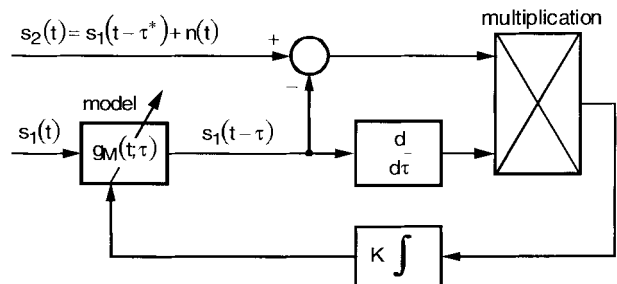 multiplication
s₂(t) = s₁(t − τ*) + n(t)
+
−
model
s₁(t)
g_M(t;τ)
s₁(t − τ)
d
dτ
K ∫